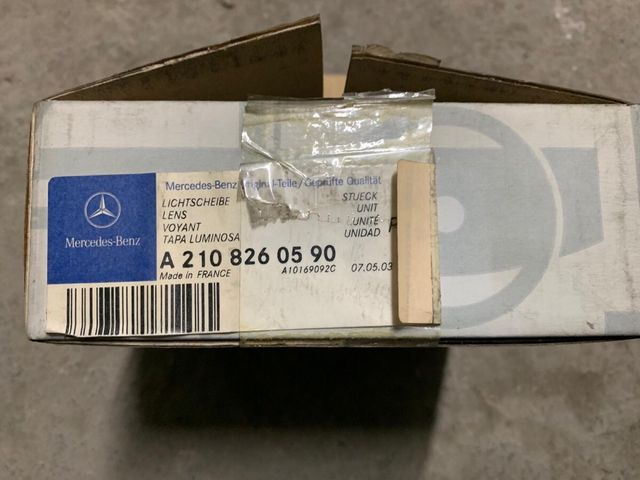 Mercedes-Benz Original-Teile/Geprüfte Qualität
LICHTSCHEIBE STUECK
LENS UNIT
VOYANT UNITE
TAPA LUMINOSA UNIDAD
Mercedes-Benz
A 210 826 05 90
Made in FRANCE A10169092C 07.05.03